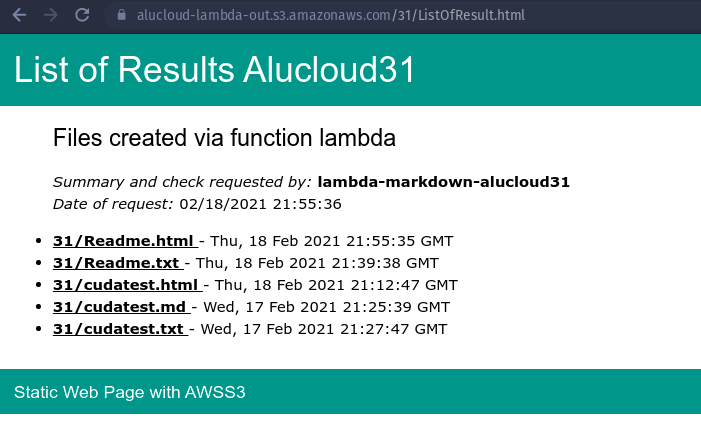 alucloud-lambda-out.s3.amazonaws.com/31/ListOfResult.html
List of Results Alucloud31
Files created via function lambda
Summary and check requested by: lambda-markdown-alucloud31
Date of request: 02/18/2021 21:55:36
31/Readme.html - Thu, 18 Feb 2021 21:55:35 GMT
31/Readme.txt - Thu, 18 Feb 2021 21:39:38 GMT
31/cudatest.html - Thu, 18 Feb 2021 21:12:47 GMT
31/cudatest.md - Wed, 17 Feb 2021 21:25:39 GMT
31/cudatest.txt - Wed, 17 Feb 2021 21:27:47 GMT
Static Web Page with AWSS3